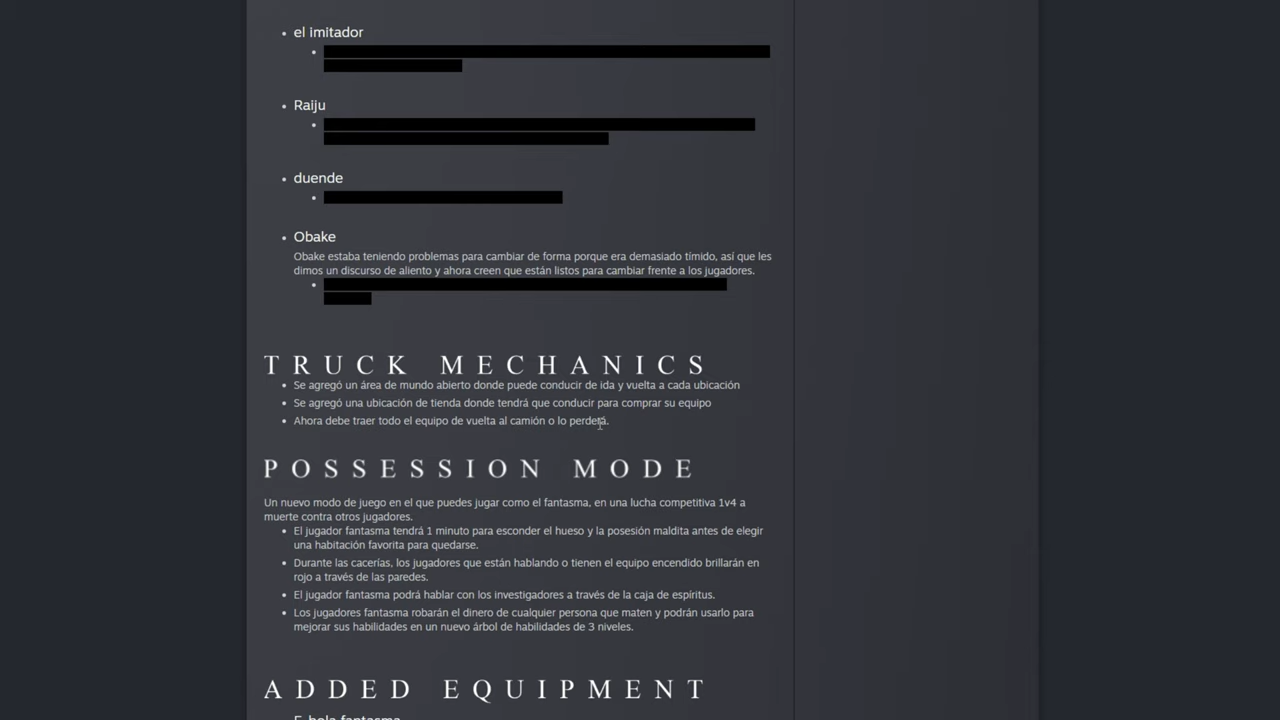 el imitador
Raiju
duende
Obake
Obake estaba teniendo problemas para cambiar de forma porque era demasiado tímido, así que les
dimos un discurso de aliento y ahora creen que están listos para cambiar frente a los jugadores.
TRUCK MECHANICS
Se agregó un área de mundo abierto donde puede conducir de ida y vuelta a cada ubicación
Se agregó una ubicación de tienda donde tendrá que conducir para comprar su equipo
Ahora debe traer todo el equipo de vuelta al camión o lo perderá.
POSSESSION MODE
Un nuevo modo de juego en el que puedes jugar como el fantasma, en una lucha competitiva 1v4 a
muerte contra otros jugadores.
El jugador fantasma tendrá 1 minuto para esconder el hueso y la posesión maldita antes de elegir
una habitación favorita para quedarse.
Durante las cacerías, los jugadores que están hablando o tienen el equipo encendido brillarán en
rojo a través de las paredes.
El jugador fantasma podrá hablar con los investigadores a través de la caja de espíritus.
Los jugadores fantasma robarán el dinero de cualquier persona que maten y podrán usarlo para
mejorar sus habilidades en un nuevo árbol de habilidades de 3 niveles.
ADDED EQUIPMENT
E-bola fantasma